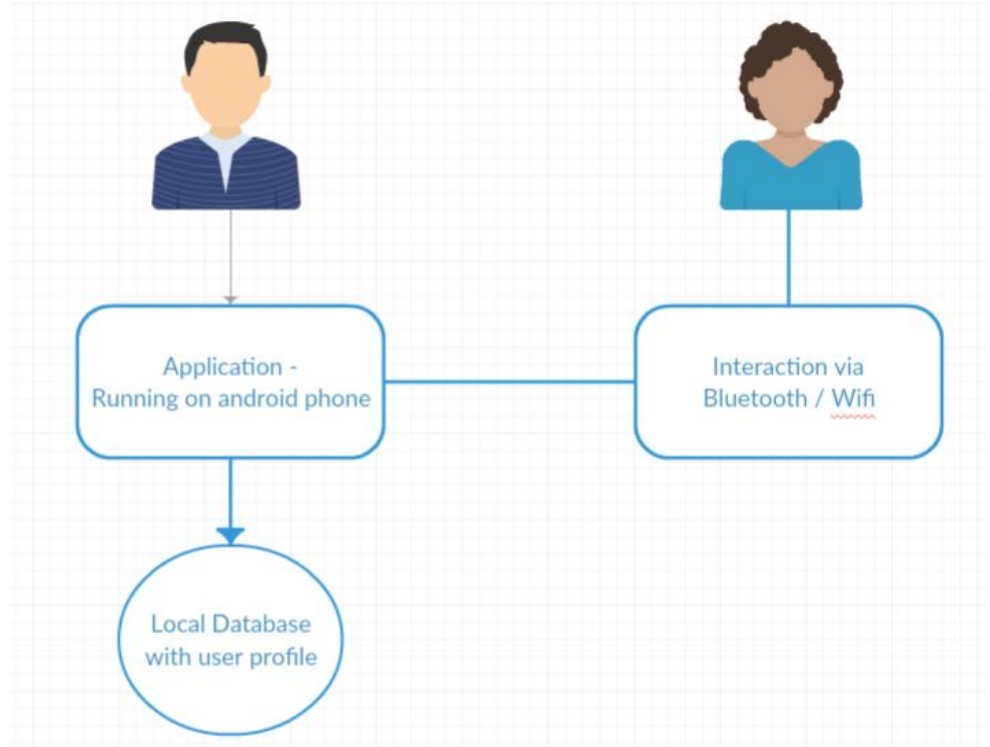 Application -
Running on android phone
Interaction via
Bluetooth / Wifi
Local Database
with user profile